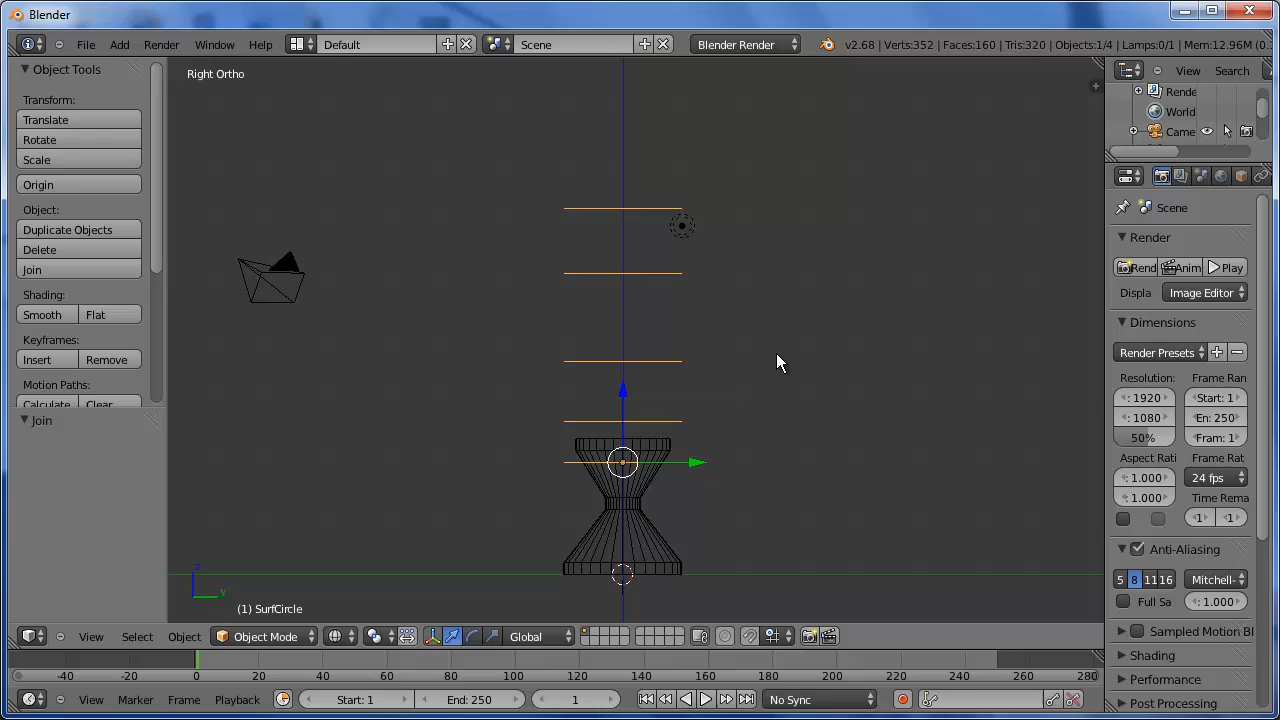 Blender
File Add Render Window Help Default Scene Blender Render v2.68 | Verts:352 | Faces:160 | Tris:320 | Objects:1/4 | Lamps:0/1 | Mem:12.96M (0.
Object Tools
Transform:
Translate
Rotate
Scale
Origin
Object:
Duplicate Objects
Delete
Join
Shading:
Smooth Flat
Keyframes:
Insert Remove
Motion Paths:
Calculate Clear
Join
Right Ortho
z
y
(1) SurfCircle
View Search
Rende
World
Came
Scene
Render
Rend Anim Play
Displa Image Editor
Dimensions
Render Presets
Resolution: Frame Ran
: 1920 Start: 1
: 1080 En: 250
50% Fram: 1
Aspect Rati Frame Rat
: 1.000 24 fps
: 1.000 Time Rema
1 1
Anti-Aliasing
5 8 11 16 Mitchell-
Full Sa : 1.000
Sampled Motion Bl
Shading
Performance
Post Processing
View Select Object Object Mode Global
-40 -20 0 20 40 60 80 100 120 140 160 180 200 220 240 260 280
View Marker Frame Playback Start: 1 End: 250 1 No Sync